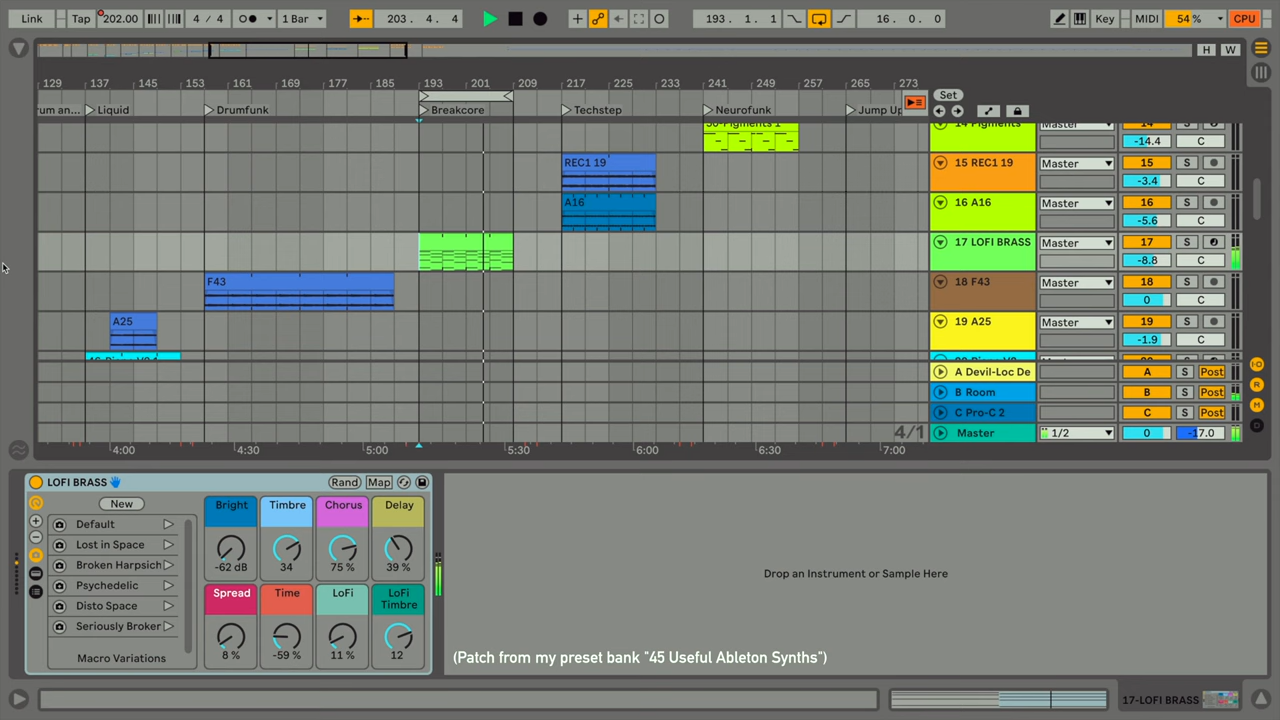 Link Tap 202.00 4 / 4 1 Bar 203. 4. 4 193. 1. 1 16. 0. 0 Key MIDI 54 % CPU
H W
129 137 145 153 161 169 177 185 193 201 209 217 225 233 241 249 257 265 273 Set
Liquid Drumfunk Breakcore Techstep Neurofunk Jump Up
Master
-14.4 C
REC1 19 15 REC1 19 Master 15 S
-3.4 C
A16 16 A16 Master 16 S
-5.6 C
17 LOFI BRASS Master 17 S
-8.8 C
F43 18 F43 Master 18 S
0 C
A25 19 A25 Master 19 S
-1.9 C
A Devil-Loc De A S Post
B Room B S Post
C Pro-C 2 C S Post
4/1 Master 1/2 0 -17.0
4:00 4:30 5:00 5:30 6:00 6:30 7:00
LOFI BRASS Rand Map
New Bright Timbre Chorus Delay
Default
Lost in Space
Broken Harpsich -62 dB 34 75 % 39 %
Psychedelic Spread Time LoFi LoFi Timbre
Disto Space
Seriously Broker
Macro Variations 8 % -59 % 11 % 12
Drop an Instrument or Sample Here
(Patch from my preset bank "45 Useful Ableton Synths")
17-LOFI BRASS